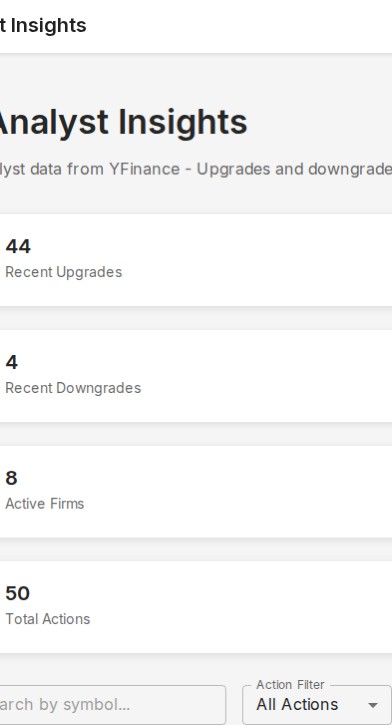 t Insights
Analyst Insights
lyst data from YFinance - Upgrades and downgrade
44
Recent Upgrades
4
Recent Downgrades
8
Active Firms
50
Total Actions
Action Filter
arch by symbol...
All Actions